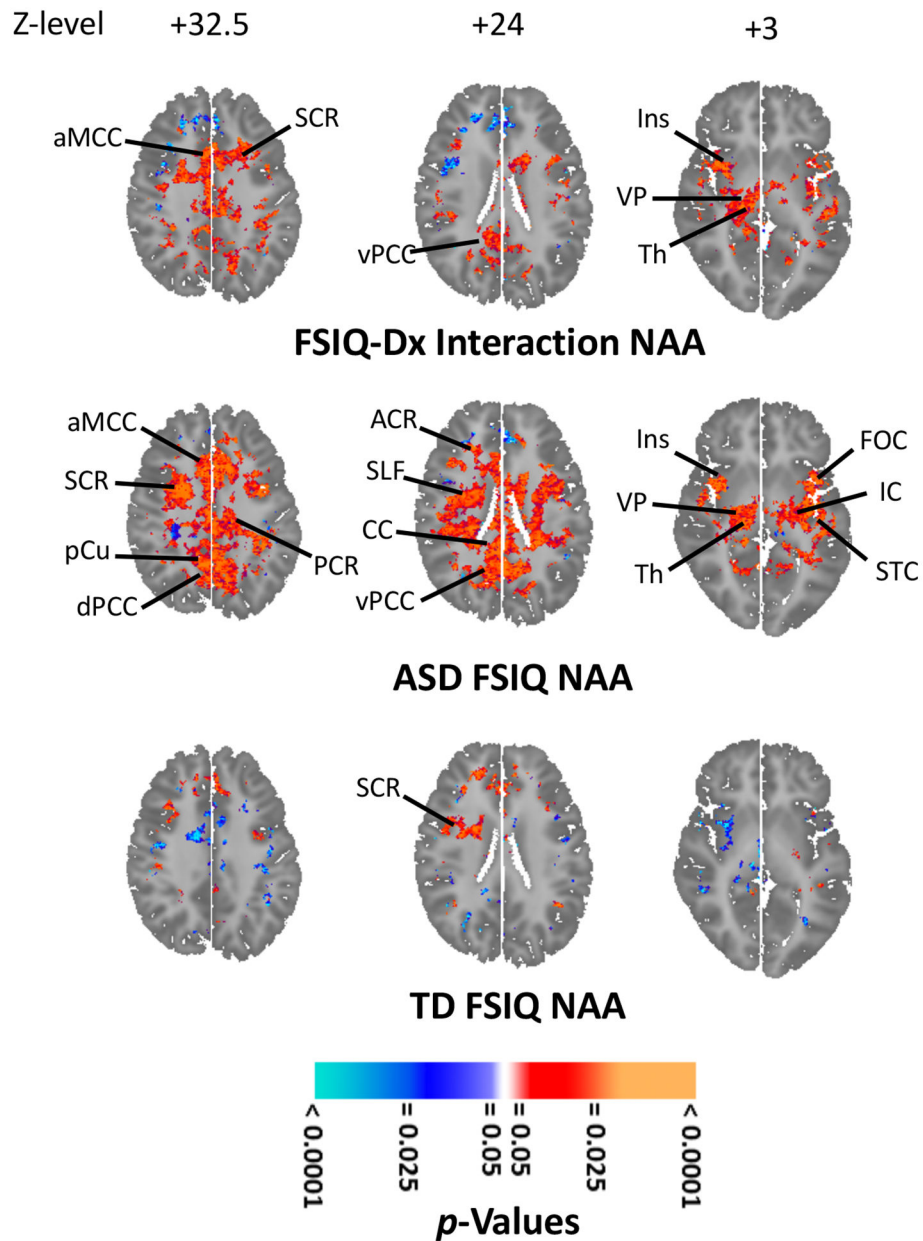 Z-level +32.5 +24 +3
aMCC
SCR
vPCC
Ins
VP
Th
FSIQ-Dx Interaction NAA
aMCC
SCR
pCu
dPCC
PCR
ACR
SLF
CC
vPCC
Ins
VP
Th
FOC
IC
STC
ASD FSIQ NAA
SCR
TD FSIQ NAA
< 0.0001
= 0.025
= 0.05
= 0.05
= 0.025
< 0.0001
p-Values